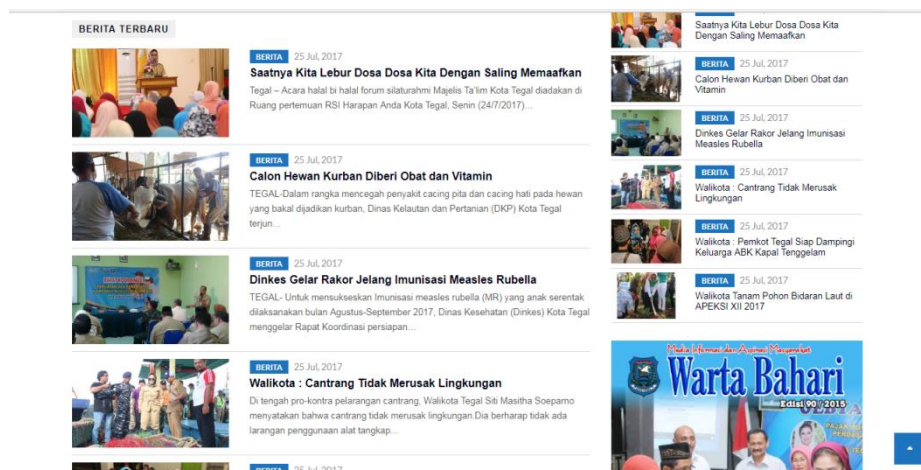 BERITA TERBARU
BERITA 25 Jul, 2017
Saatnya Kita Lebur Dosa Dosa Kita Dengan Saling Memaafkan
Tegal – Acara halal bi halal forum silaturahmi Majelis Ta'lim Kota Tegal diadakan di
Ruang pertemuan RSI Harapan Anda Kota Tegal, Senin (24/7/2017)...
BERITA 25 Jul, 2017
Calon Hewan Kurban Diberi Obat dan Vitamin
TEGAL-Dalam rangka mencegah penyakit cacing pita dan cacing hati pada hewan
yang bakal dijadikan kurban, Dinas Kelautan dan Pertanian (DKP) Kota Tegal
terjun...
BERITA 25 Jul, 2017
Dinkes Gelar Rakor Jelang Imunisasi Measles Rubella
TEGAL- Untuk mensukseskan Imunisasi measles rubella (MR) yang anak serentak
dilaksanakan bulan Agustus-September 2017, Dinas Kesehatan (Dinkes) Kota Tegal
menggelar Rapat Koordinasi persiapan...
BERITA 25 Jul, 2017
Walikota : Cantrang Tidak Merusak Lingkungan
Di tengah pro-kontra pelarangan cantrang, Walikota Tegal Siti Masitha Soeparno
menyatakan bahwa cantrang tidak merusak lingkungan.Dia berharap tidak ada
larangan penggunaan alat tangkap...
BERITA 25 Jul, 2017
Saatnya Kita Lebur Dosa Dosa Kita
Dengan Saling Memaafkan
BERITA 25 Jul, 2017
Calon Hewan Kurban Diberi Obat dan
Vitamin
BERITA 25 Jul, 2017
Dinkes Gelar Rakor Jelang Imunisasi
Measles Rubella
BERITA 25 Jul, 2017
Walikota : Cantrang Tidak Merusak
Lingkungan
BERITA 25 Jul, 2017
Walikota : Pemkot Tegal Siap Dampingi
Keluarga ABK Kapal Tenggelam
BERITA 25 Jul, 2017
Walikota Tanam Pohon Bidaran Laut di
APEKSI XII 2017
Media Informasi dan Aspirasi Masyarakat
Warta Bahari
Edisi 90 / 2015